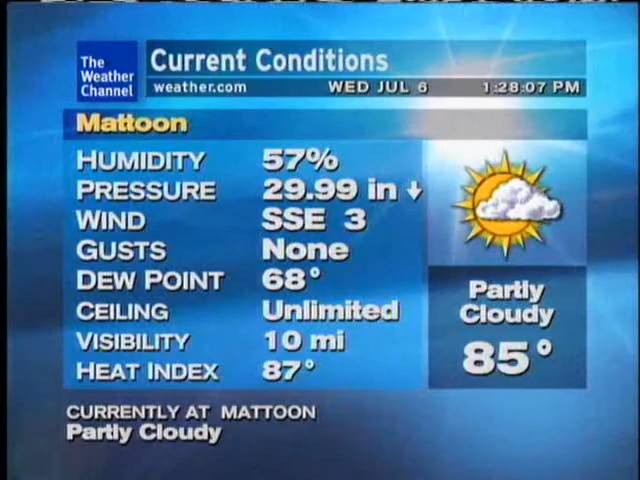 The Weather Channel
Current Conditions
weather.com WED JUL 6 1:28:07 PM
Mattoon
HUMIDITY 57%
PRESSURE 29.99 in ↓
WIND SSE 3
GUSTS None
DEW POINT 68°
CEILING Unlimited
VISIBILITY 10 mi
HEAT INDEX 87°
Partly
Cloudy
85°
CURRENTLY AT MATTOON
Partly Cloudy